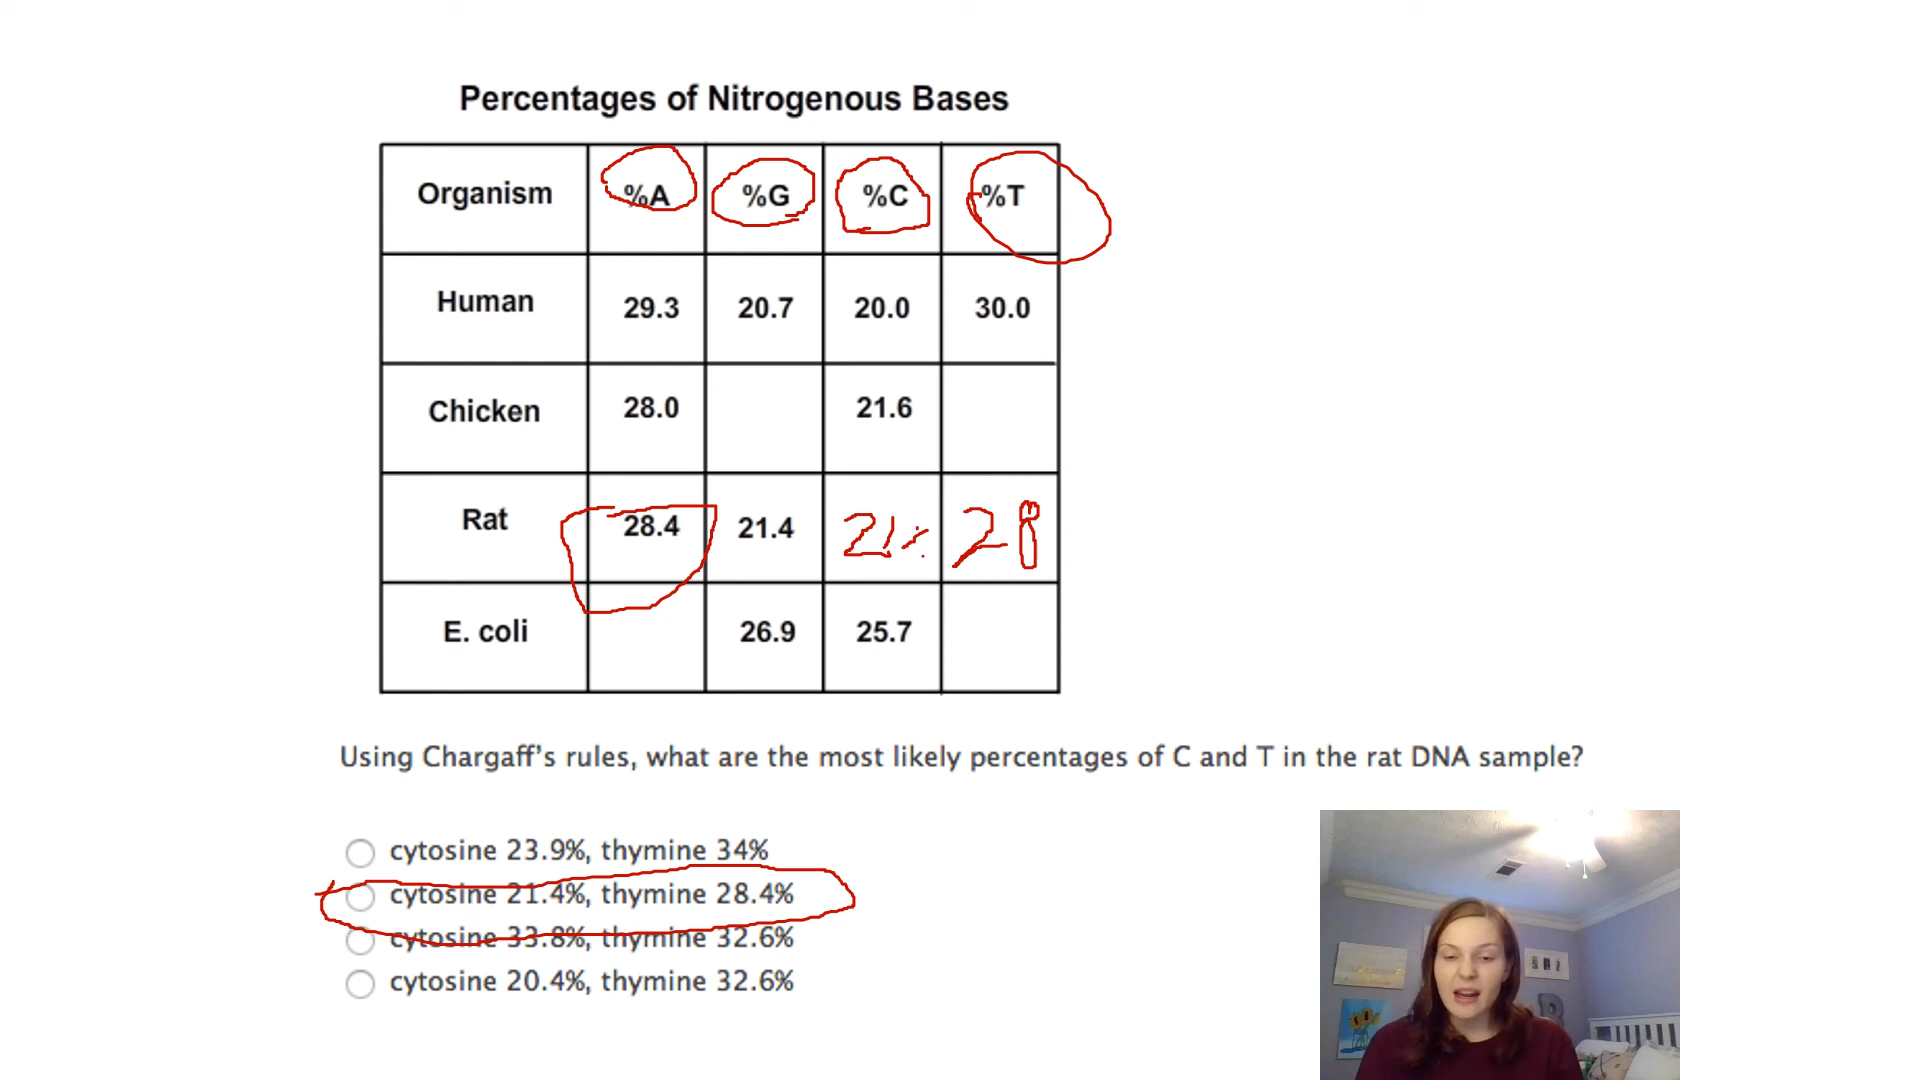 Percentages of Nitrogenous Bases
Organism %A %G %C %T
Human 29.3 20.7 20.0 30.0
Chicken 28.0 21.6
Rat 28.4 21.4 21% 28
E. coli 26.9 25.7
Using Chargaff's rules, what are the most likely percentages of C and T in the rat DNA sample?
cytosine 23.9%, thymine 34%
cytosine 21.4%, thymine 28.4%
cytosine 33.8%, thymine 32.6%
cytosine 20.4%, thymine 32.6%